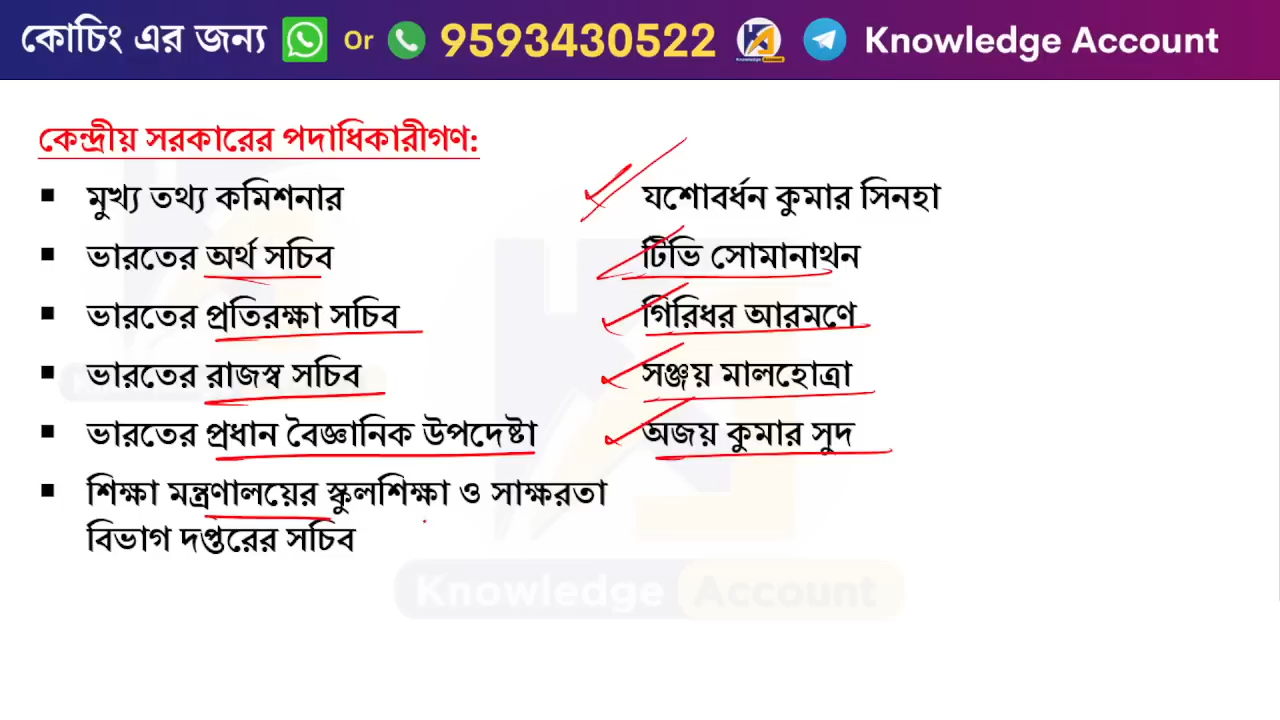 কোচিং এর জন্য Or 9593430522 Knowledge Account
কেন্দ্রীয় সরকারের পদাধিকারীগণ:
মুখ্য তথ্য কমিশনার যশোবর্ধন কুমার সিনহা
ভারতের অর্থ সচিব টিভি সোমানাথন
ভারতের প্রতিরক্ষা সচিব গিরিধর আরমণে
ভারতের রাজস্ব সচিব সঞ্জয় মালহোত্রা
ভারতের প্রধান বৈজ্ঞানিক উপদেষ্টা অজয় কুমার সুদ
শিক্ষা মন্ত্রণালয়ের স্কুলশিক্ষা ও সাক্ষরতা
বিভাগ দপ্তরের সচিব
Knowledge Account